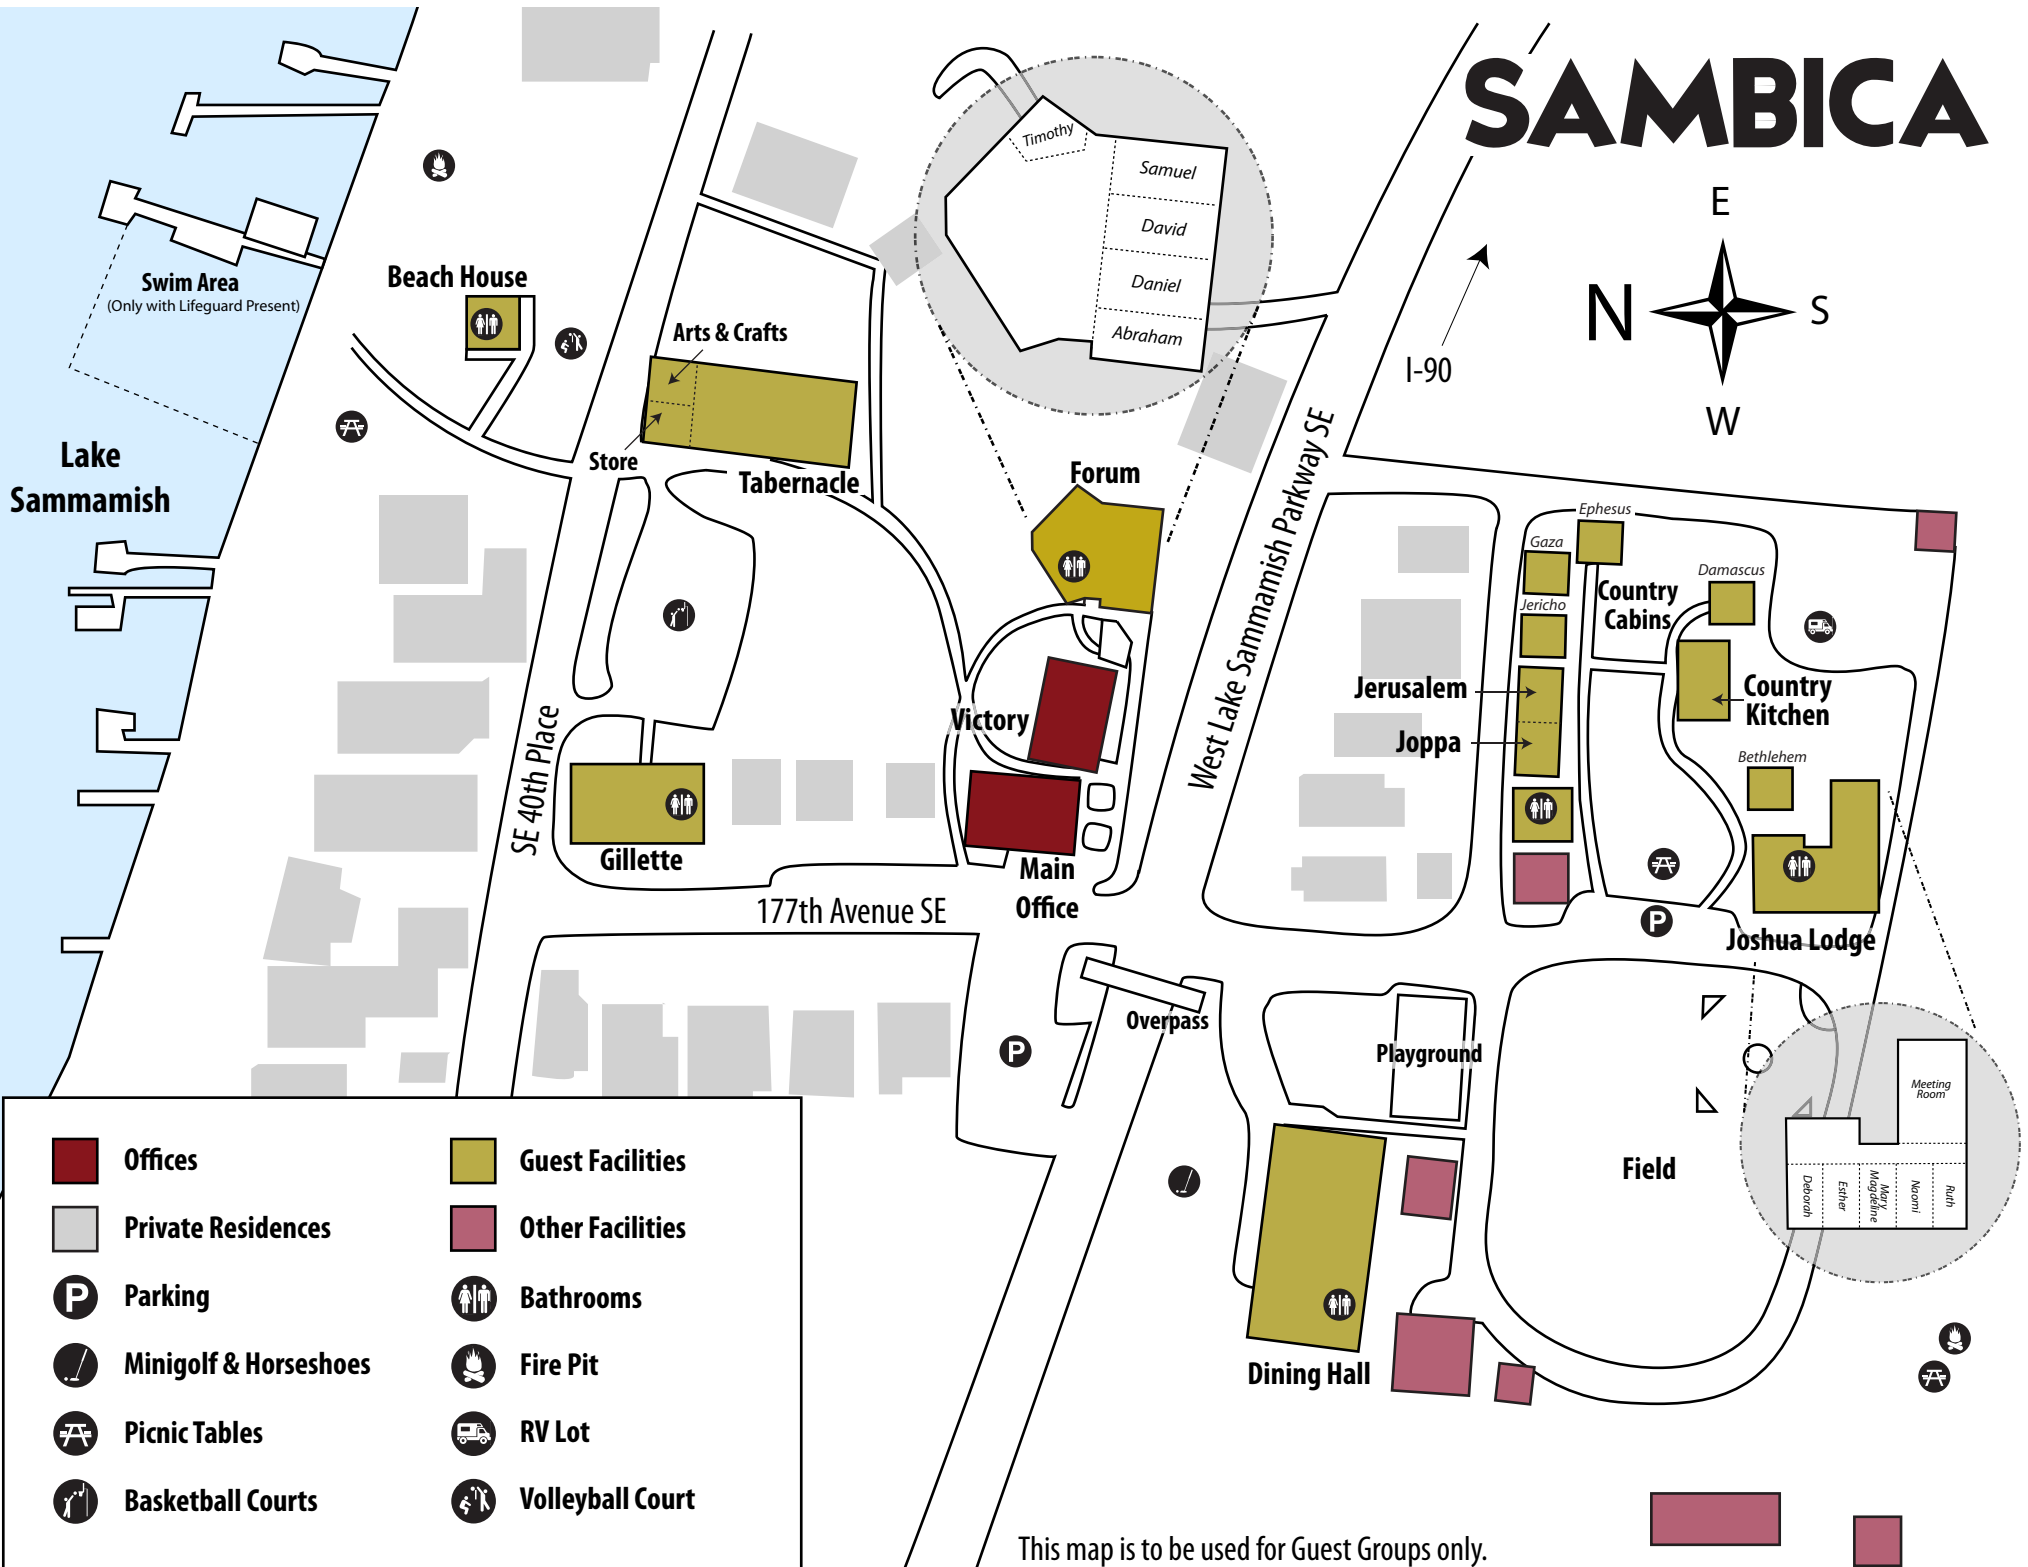 SAMBICA
E
N
S
W
I-90
Timothy
Samuel
David
Daniel
Abraham
Swim Area
(Only with Lifeguard Present)
Beach House
Arts & Crafts
Store
Tabernacle
Lake
Sammamish
Forum
West Lake Sammamish Parkway SE
Ephesus
Gaza
Damascus
Country
Cabins
Jericho
Jerusalem
Joppa
Country
Kitchen
Bethlehem
Victory
SE 40th Place
Gillette
Main
Office
177th Avenue SE
Joshua Lodge
Overpass
Playground
Meeting
Room
Deborah
Esther
Mary
Magdeline
Naomi
Ruth
Field
Dining Hall
Offices
Guest Facilities
Private Residences
Other Facilities
P
P
P
Parking
Bathrooms
Minigolf & Horseshoes
Fire Pit
Picnic Tables
RV Lot
Basketball Courts
Volleyball Court
This map is to be used for Guest Groups only.